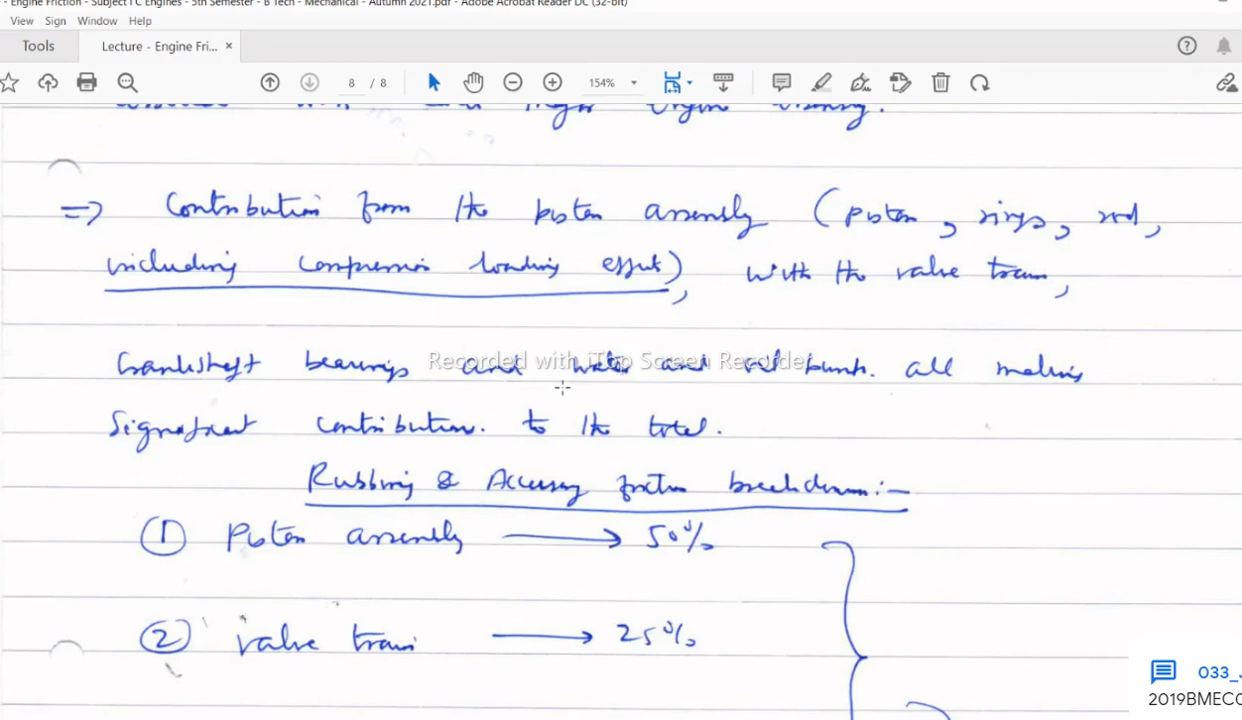 - Engine Friction - Subject I C Engines - 5th Semester - B Tech - Mechanical - Autumn 2021.pdf - Adobe Acrobat Reader DC (32-bit)
View Sign Window Help
Tools Lecture - Engine Fri... ×
8 / 8 154%
=> Contribution from the piston assembly (piston, rings, rod,
including compression loading effects), with the valve train,
Crankshaft bearings and water and oil pump. all making
Recorded with iTop Screen Recorder
Significant contribution. to the total.
Rubbing & Accessory friction breakdown:-
① Piston assembly → 50%
② valve train → 25%
033_
2019BMEC0